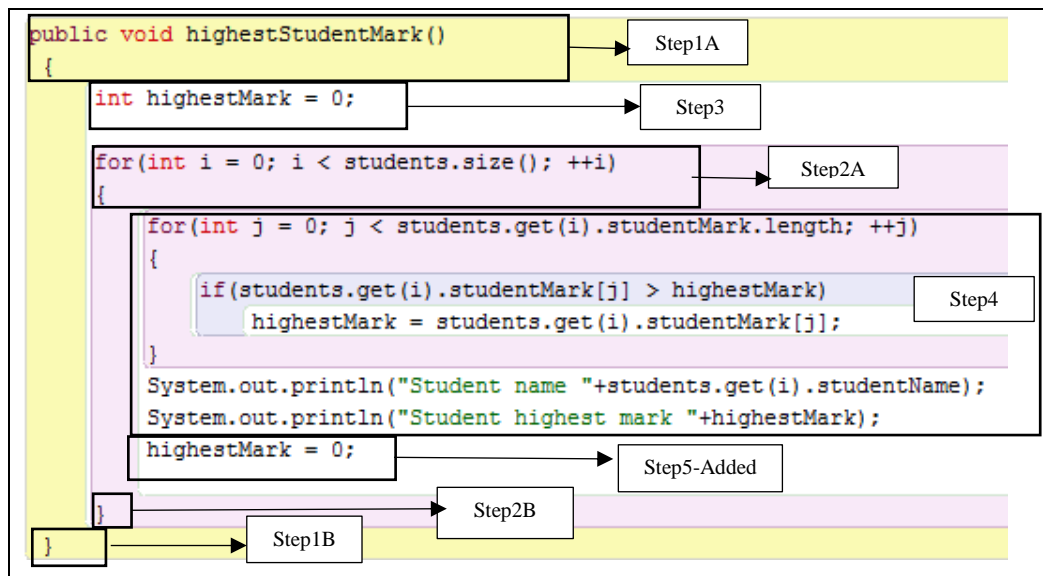 public void highestStudentMark()
Step1A
{
int highestMark = 0;
Step3
for(int i = 0; i < students.size(); ++i)
Step2A
{
for(int j = 0; j < students.get(i).studentMark.length; ++j)
{
if(students.get(i).studentMark[j] > highestMark)
Step4
highestMark = students.get(i).studentMark[j];
}
System.out.println("Student name "+students.get(i).studentName);
System.out.println("Student highest mark "+highestMark);
highestMark = 0;
Step5-Added
}
Step2B
}
Step1B